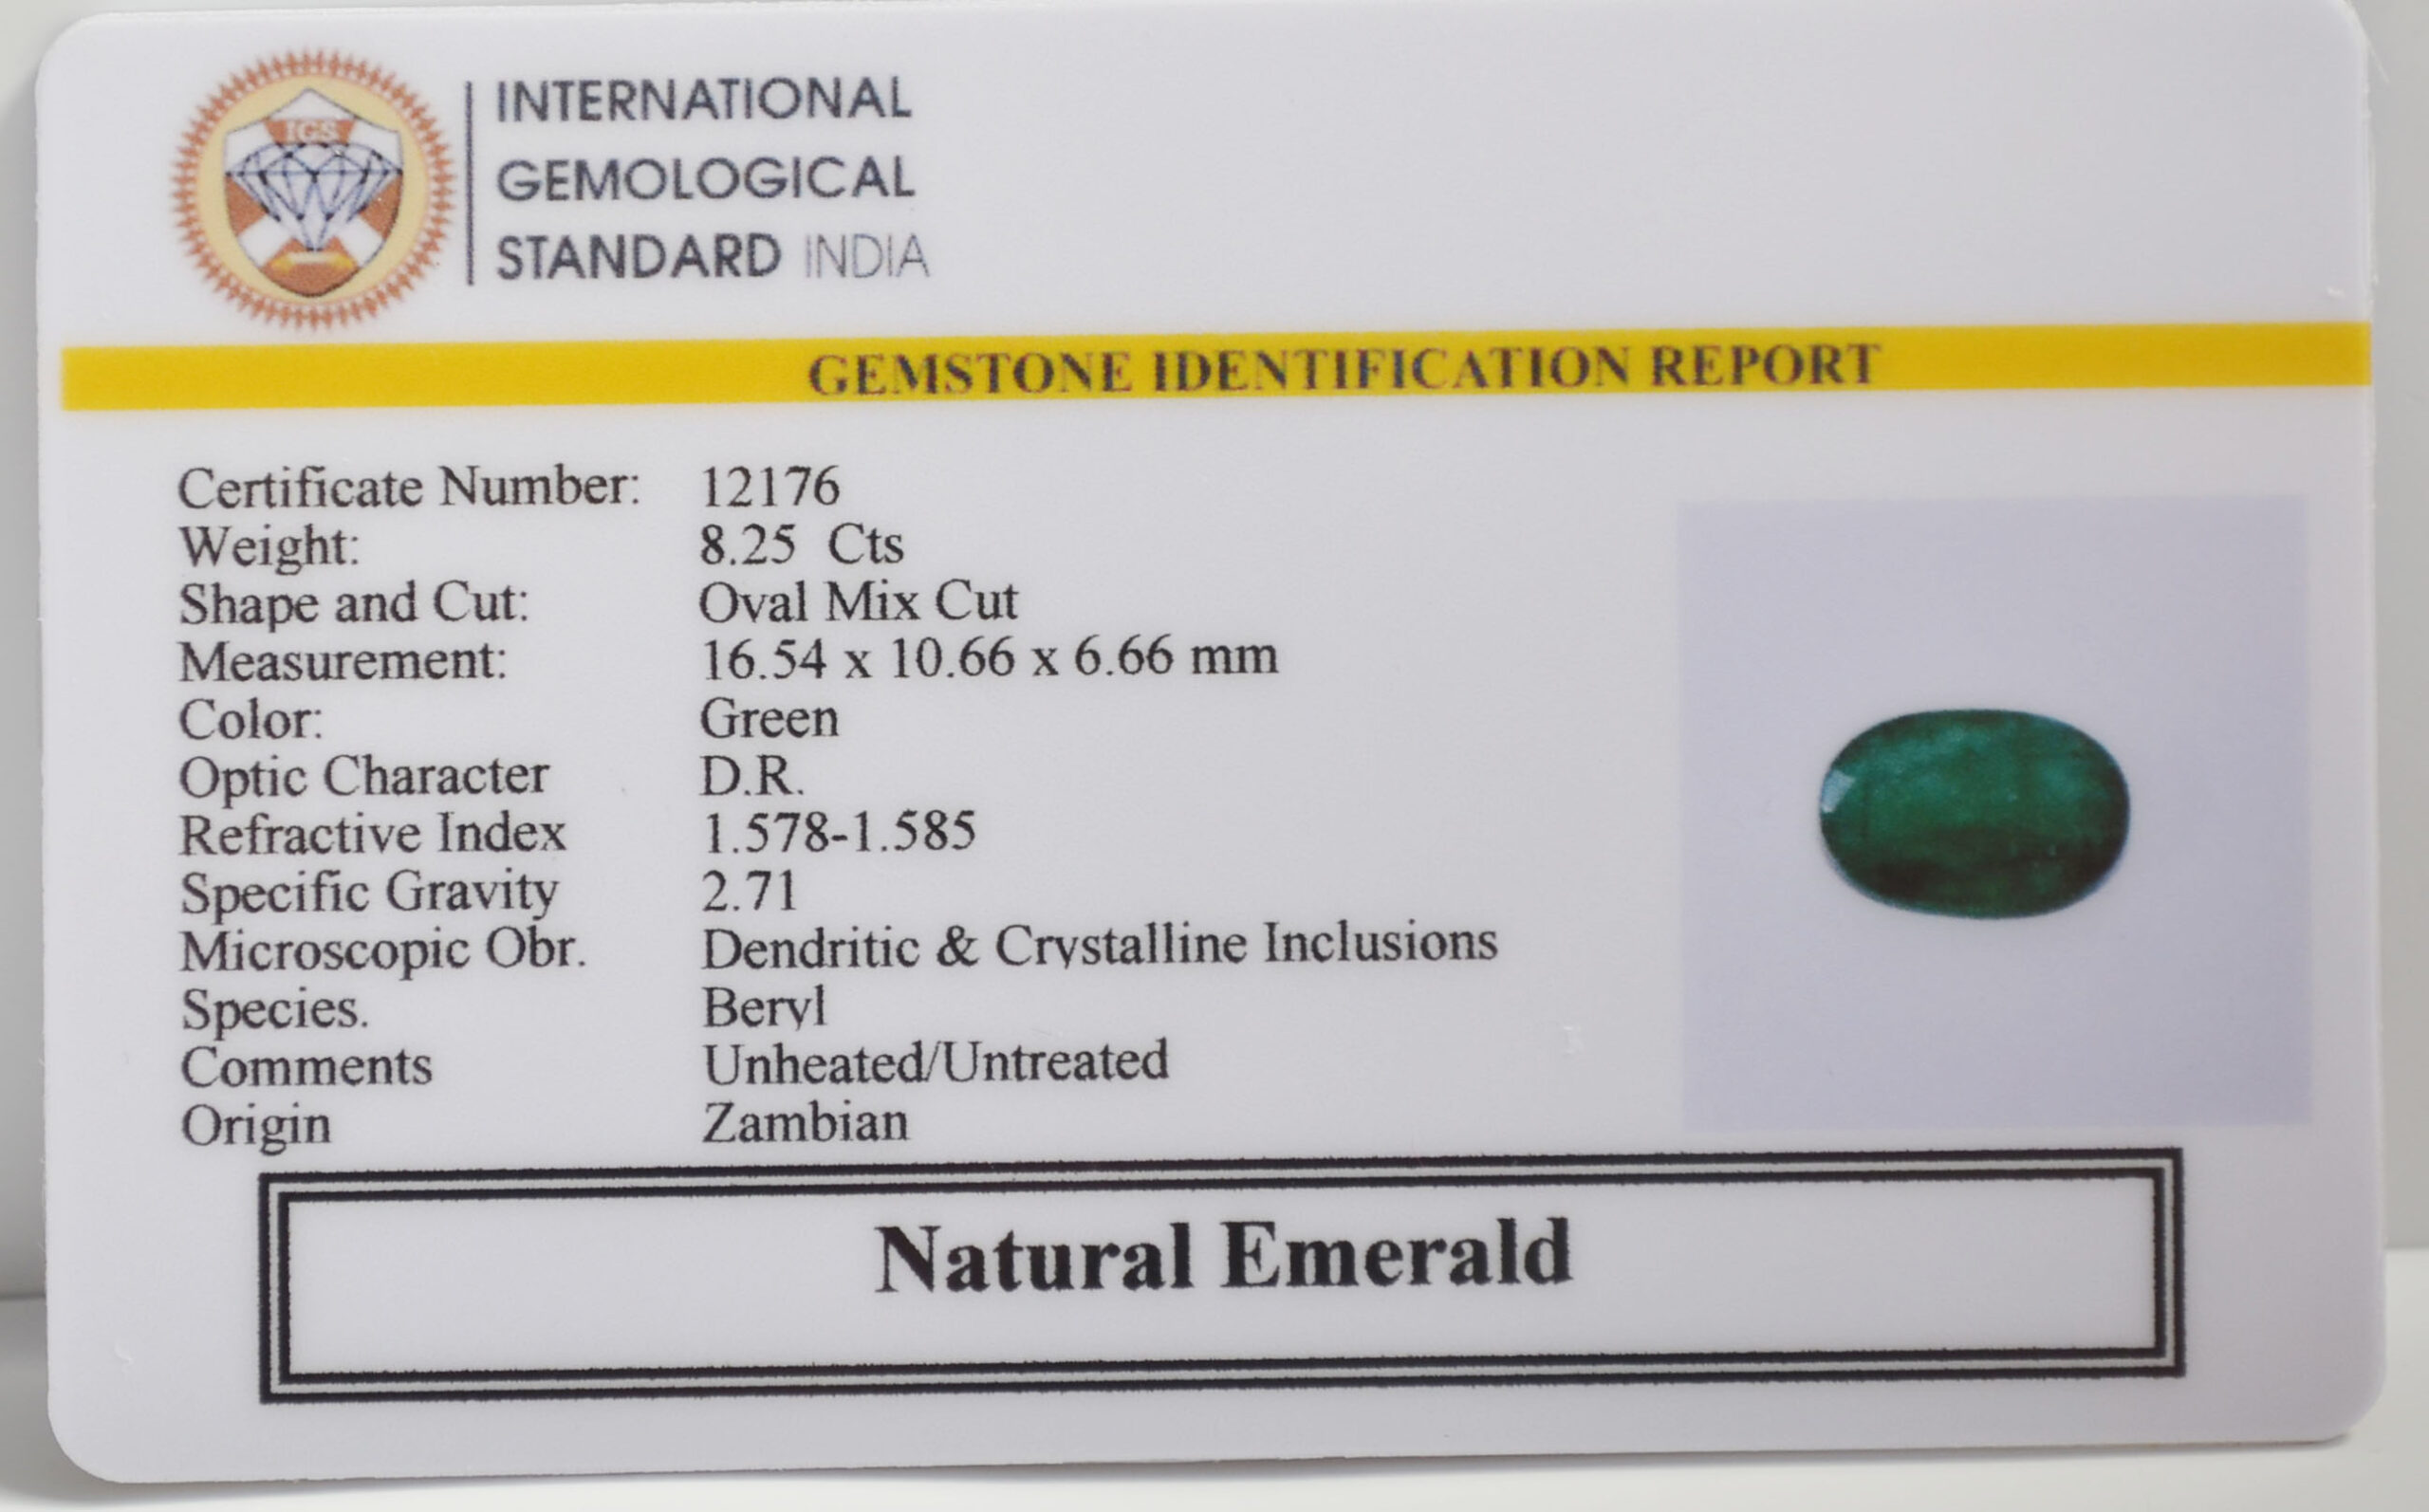 IGS
INTERNATIONAL
GEMOLOGICAL
STANDARD INDIA
GEMSTONE IDENTIFICATION REPORT
Certificate Number: 12176
Weight: 8.25 Cts
Shape and Cut: Oval Mix Cut
Measurement: 16.54 x 10.66 x 6.66 mm
Color: Green
Optic Character D.R.
Refractive Index 1.578-1.585
Specific Gravity 2.71
Microscopic Obr. Dendritic & Crystalline Inclusions
Species. Beryl
Comments Unheated/Untreated
Origin Zambian
Natural Emerald